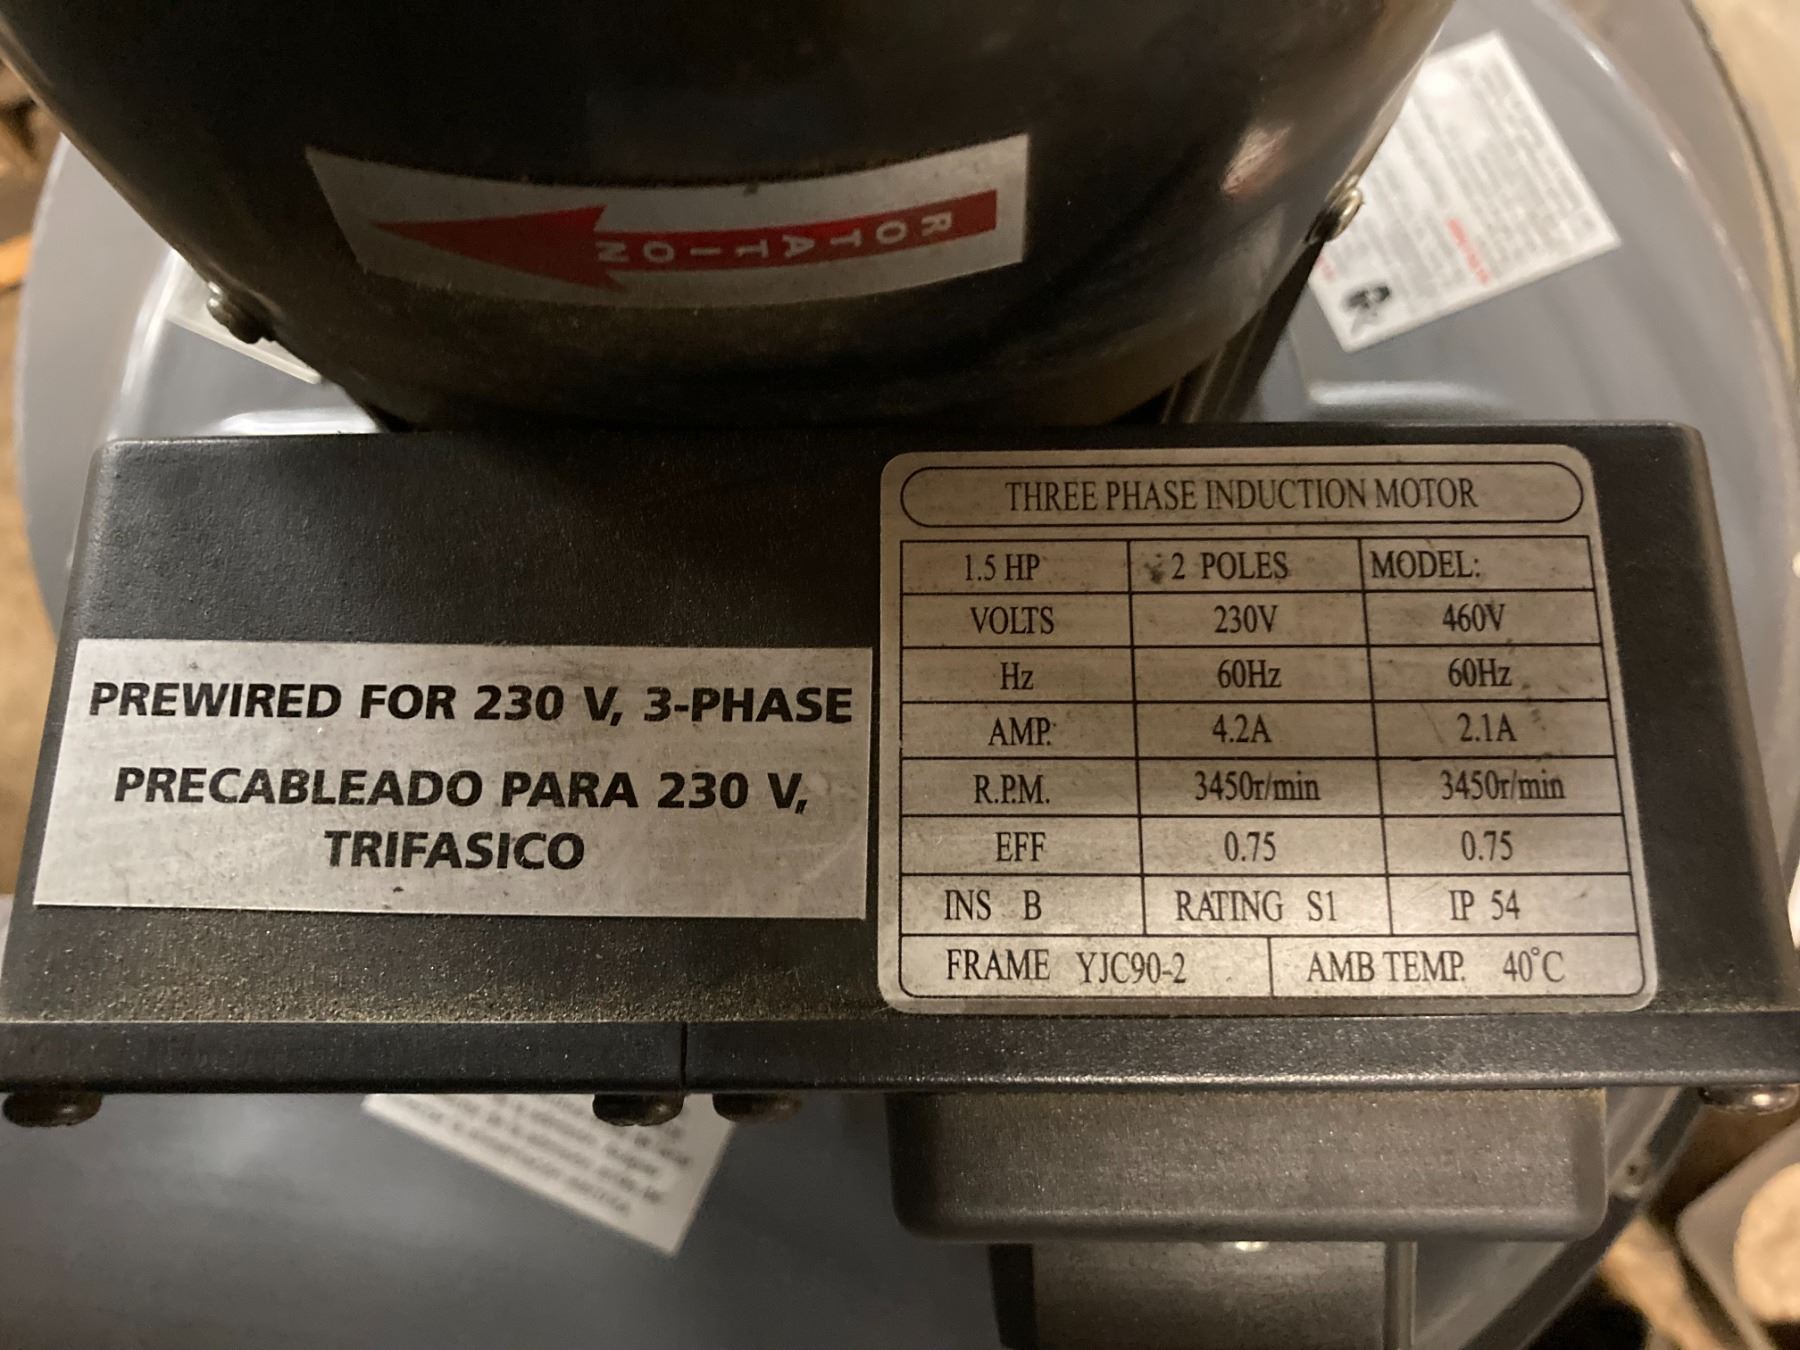 ROTATION
PREWIRED FOR 230 V, 3-PHASE
PRECABLEADO PARA 230 V,
TRIFASICO
THREE PHASE INDUCTION MOTOR
1.5 HP 2 POLES MODEL:
VOLTS 230V 460V
Hz 60Hz 60Hz
AMP. 4.2A 2.1A
R.P.M. 3450r/min 3450r/min
EFF 0.75 0.75
INS B RATING S1 IP 54
FRAME YJC90-2 AMB TEMP. 40°C